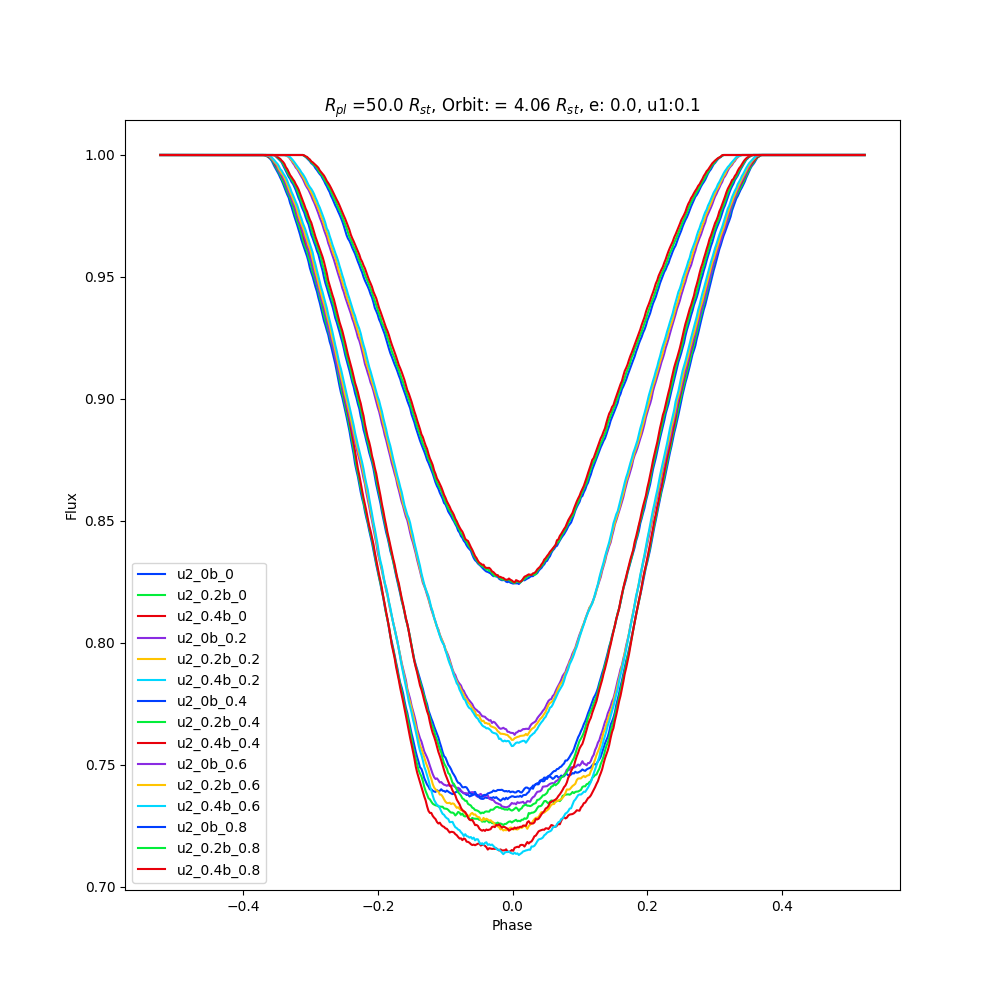 R_pl =50.0 R_st, Orbit: = 4.06 R_st, e: 0.0, u1:0.1
1.00
0.95
0.90
0.85
0.80
0.75
0.70
Flux
u2_0b_0
u2_0.2b_0
u2_0.4b_0
u2_0b_0.2
u2_0.2b_0.2
u2_0.4b_0.2
u2_0b_0.4
u2_0.2b_0.4
u2_0.4b_0.4
u2_0b_0.6
u2_0.2b_0.6
u2_0.4b_0.6
u2_0b_0.8
u2_0.2b_0.8
u2_0.4b_0.8
−0.4 −0.2 0.0 0.2 0.4
Phase